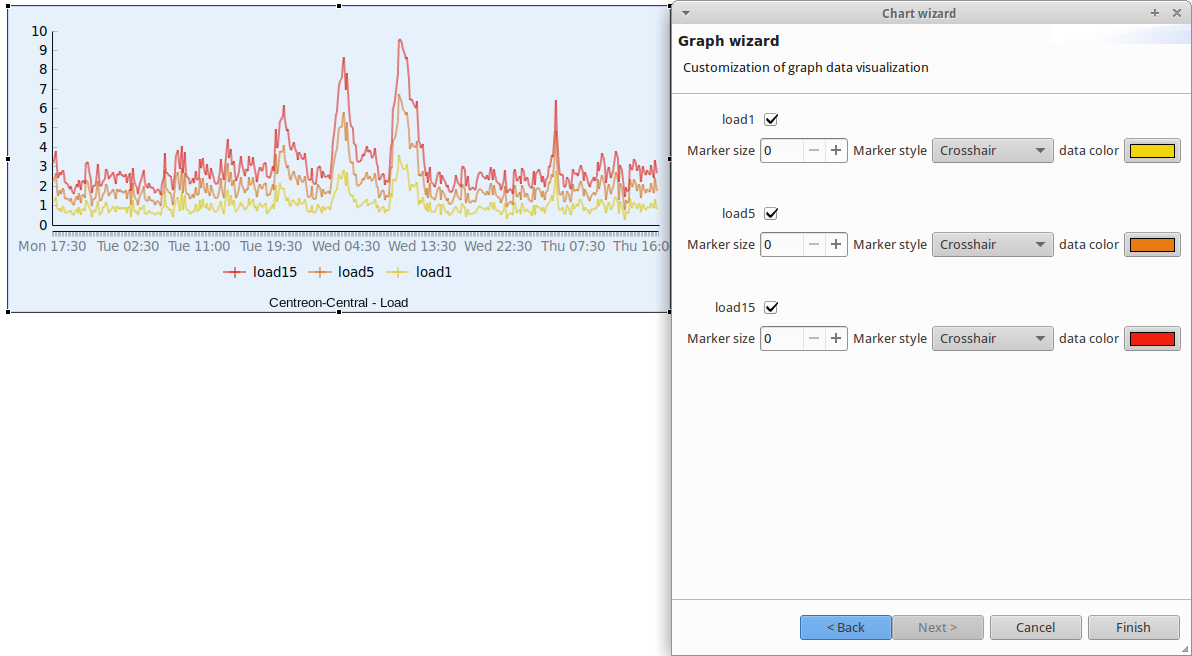 10
9
8
7
6
5
4
3
2
1
0
Mon 17:30 Tue 02:30 Tue 11:00 Tue 19:30 Wed 04:30 Wed 13:30 Wed 22:30 Thu 07:30 Thu 16:0
load15 load5 load1
Centreon-Central - Load
Chart wizard
Graph wizard
Customization of graph data visualization
load1
Marker size 0 − + Marker style Crosshair data color
load5
Marker size 0 − + Marker style Crosshair data color
load15
Marker size 0 − + Marker style Crosshair data color
< Back Next > Cancel Finish